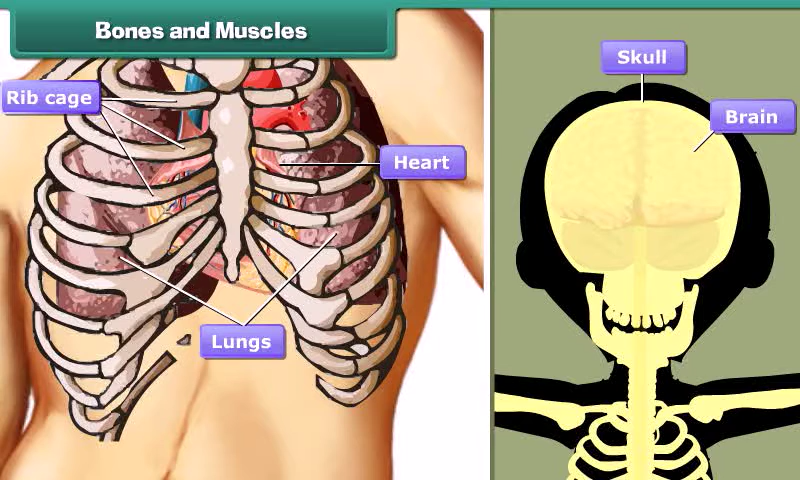 Bones and Muscles
Rib cage
Heart
Lungs
Skull
Brain